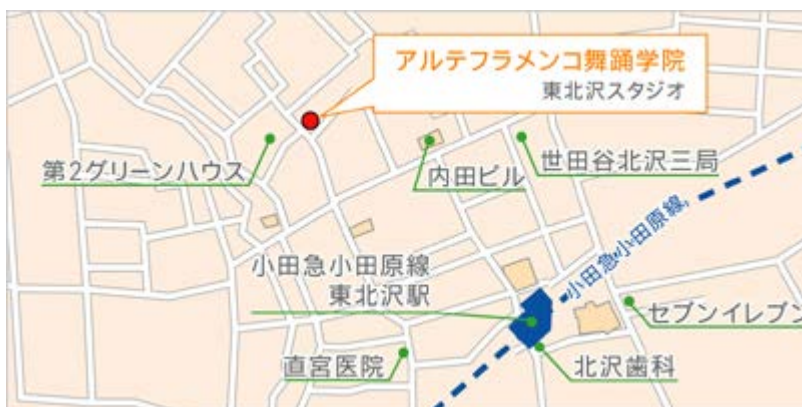 アルテフラメンコ舞踊学院
東北沢スタジオ
第2グリーンハウス
内田ビル
世田谷北沢三局
小田急小田原線
小田急小田原線
東北沢駅
セブンイレブン
直宮医院
北沢歯科